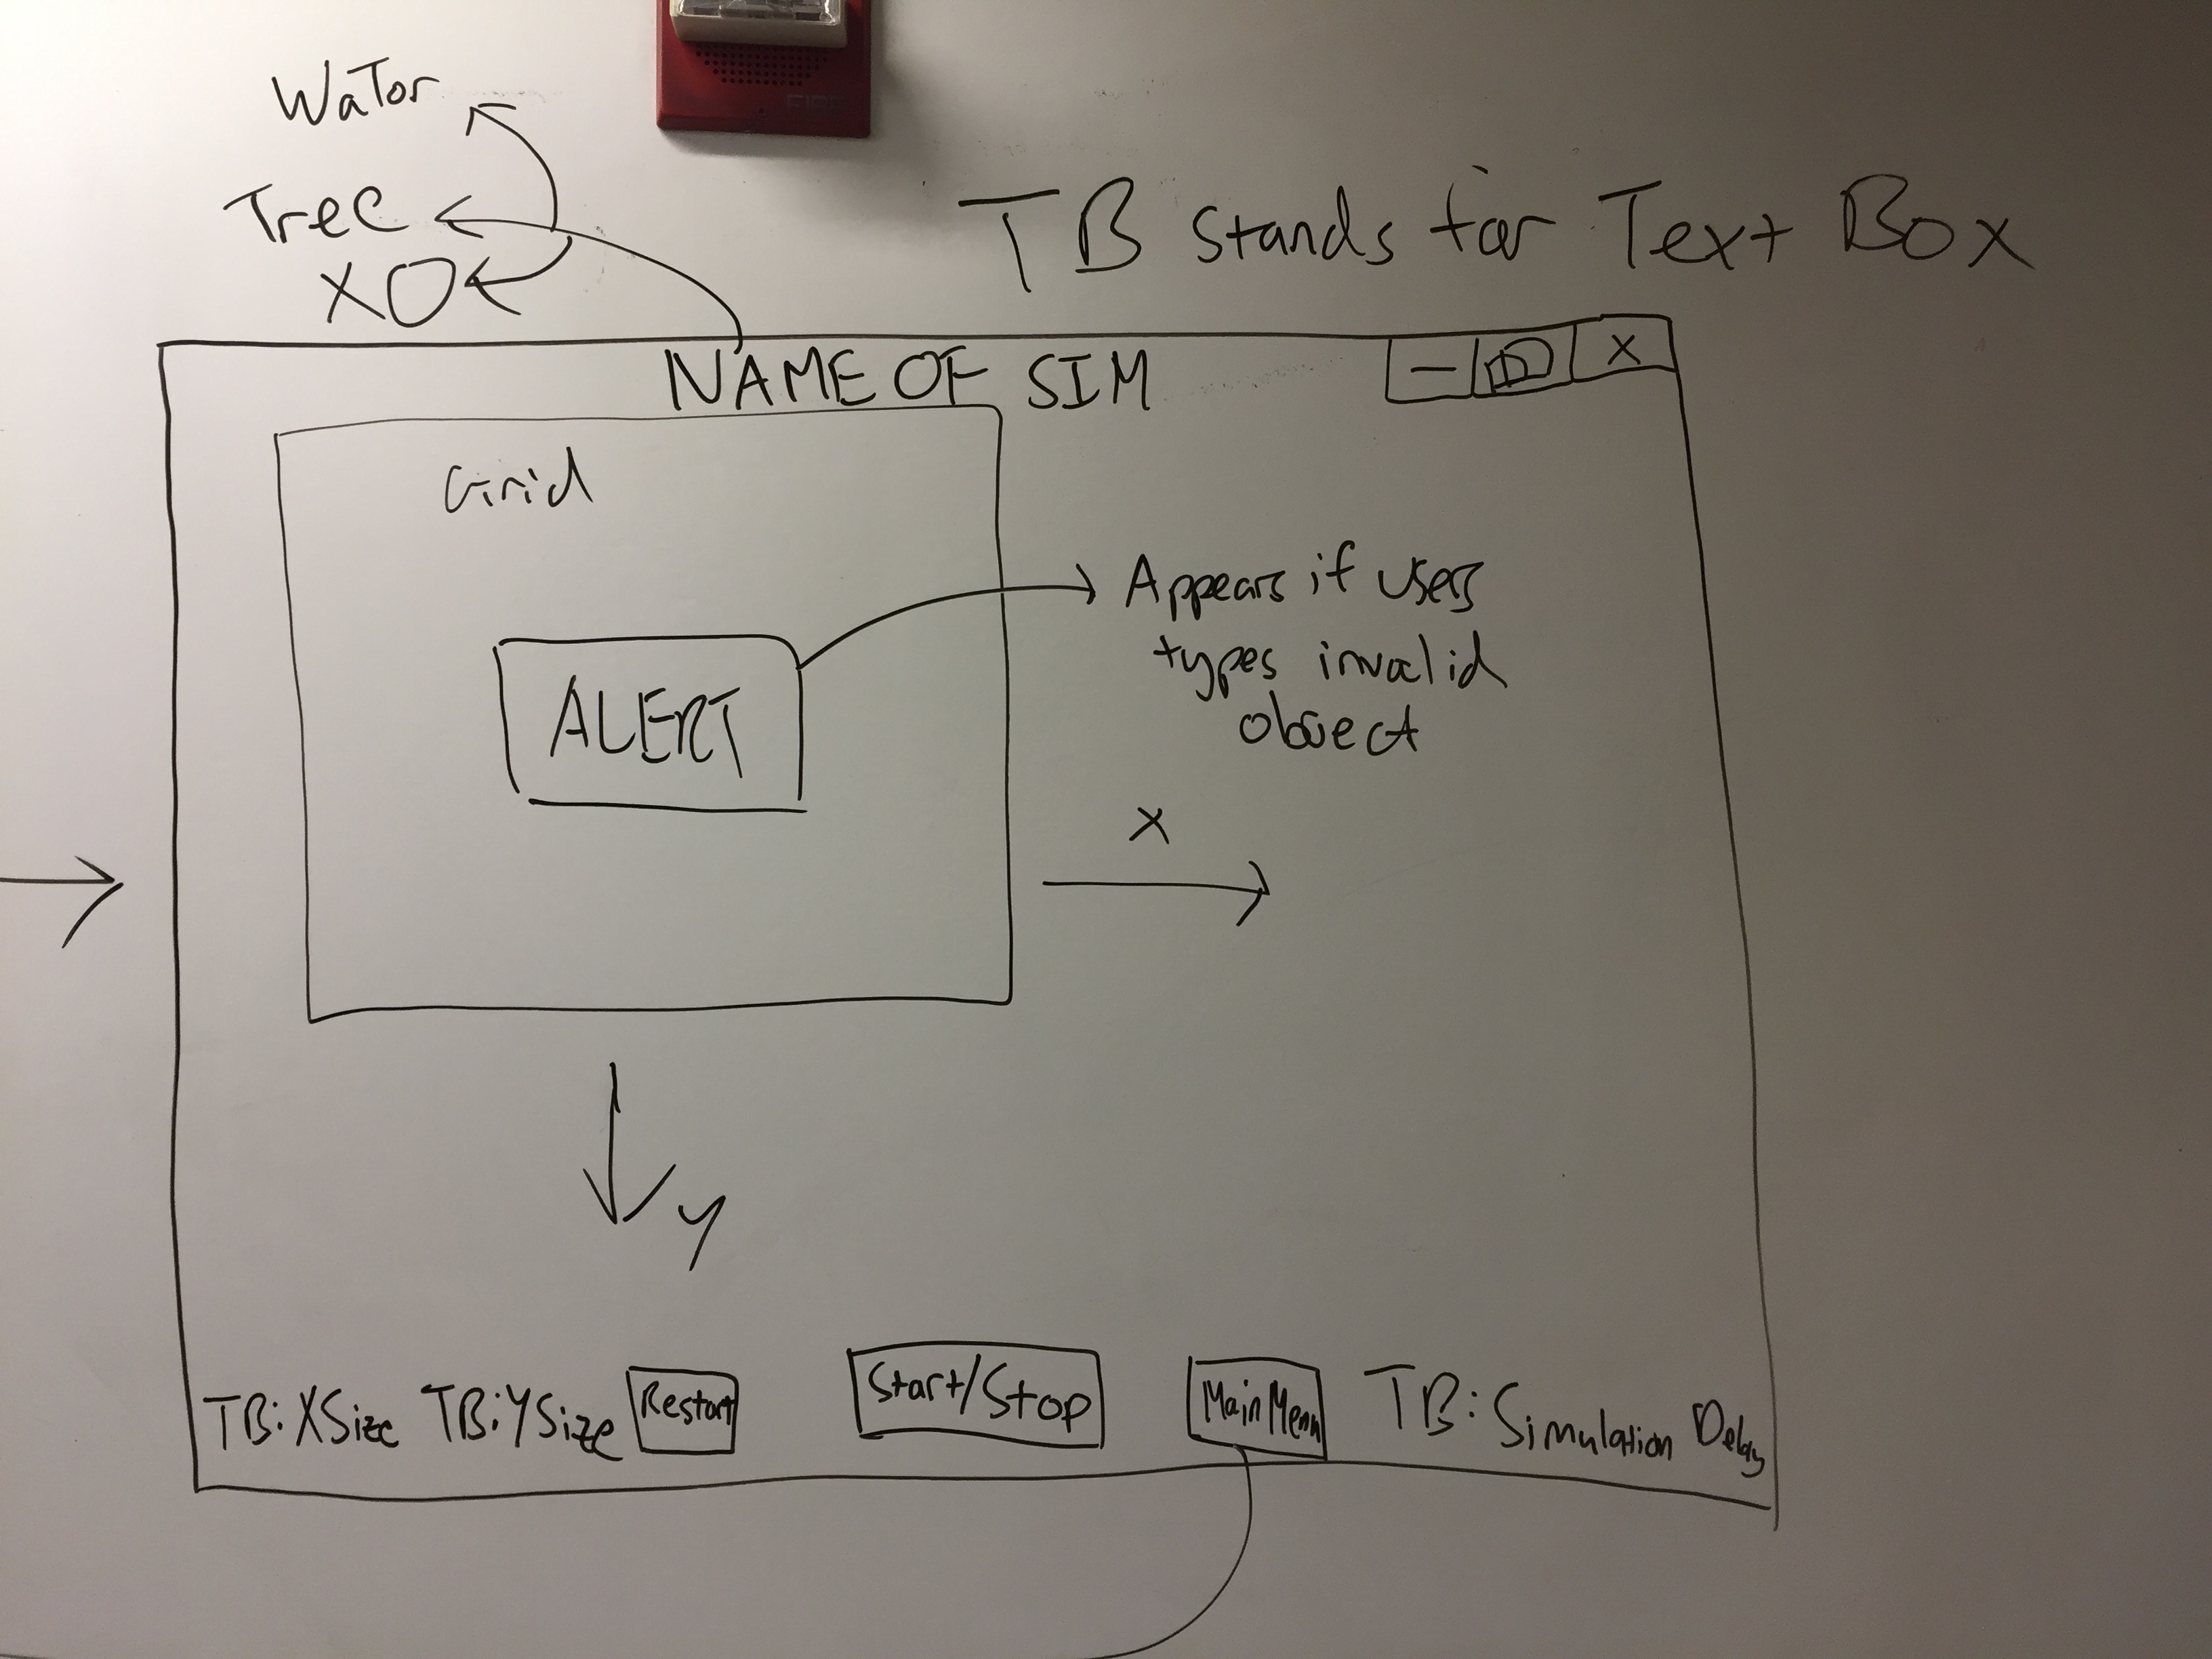 WaTor
Tree
XO
FIRE
TB stands for Text Box
NAME OF SIM
— X
Grid
ALERT
Appears if users
types invalid
object
X
y
TB: XSize TB: YSize Restart Start/Stop Main Menu TB: Simulation Delay